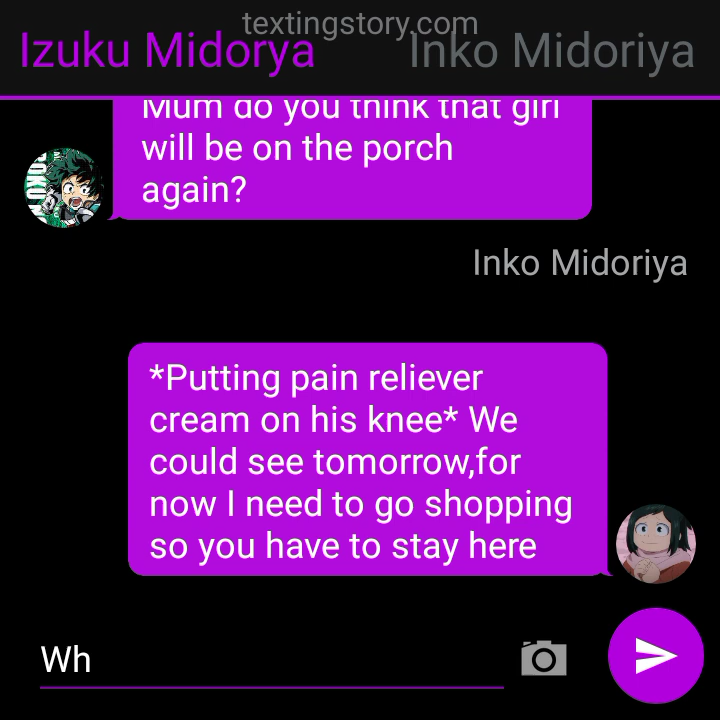 textingstory.com
Izuku Midorya
Inko Midoriya
Mum do you think that girl
will be on the porch
again?
Inko Midoriya
*Putting pain reliever
cream on his knee* We
could see tomorrow,for
now I need to go shopping
so you have to stay here
Wh